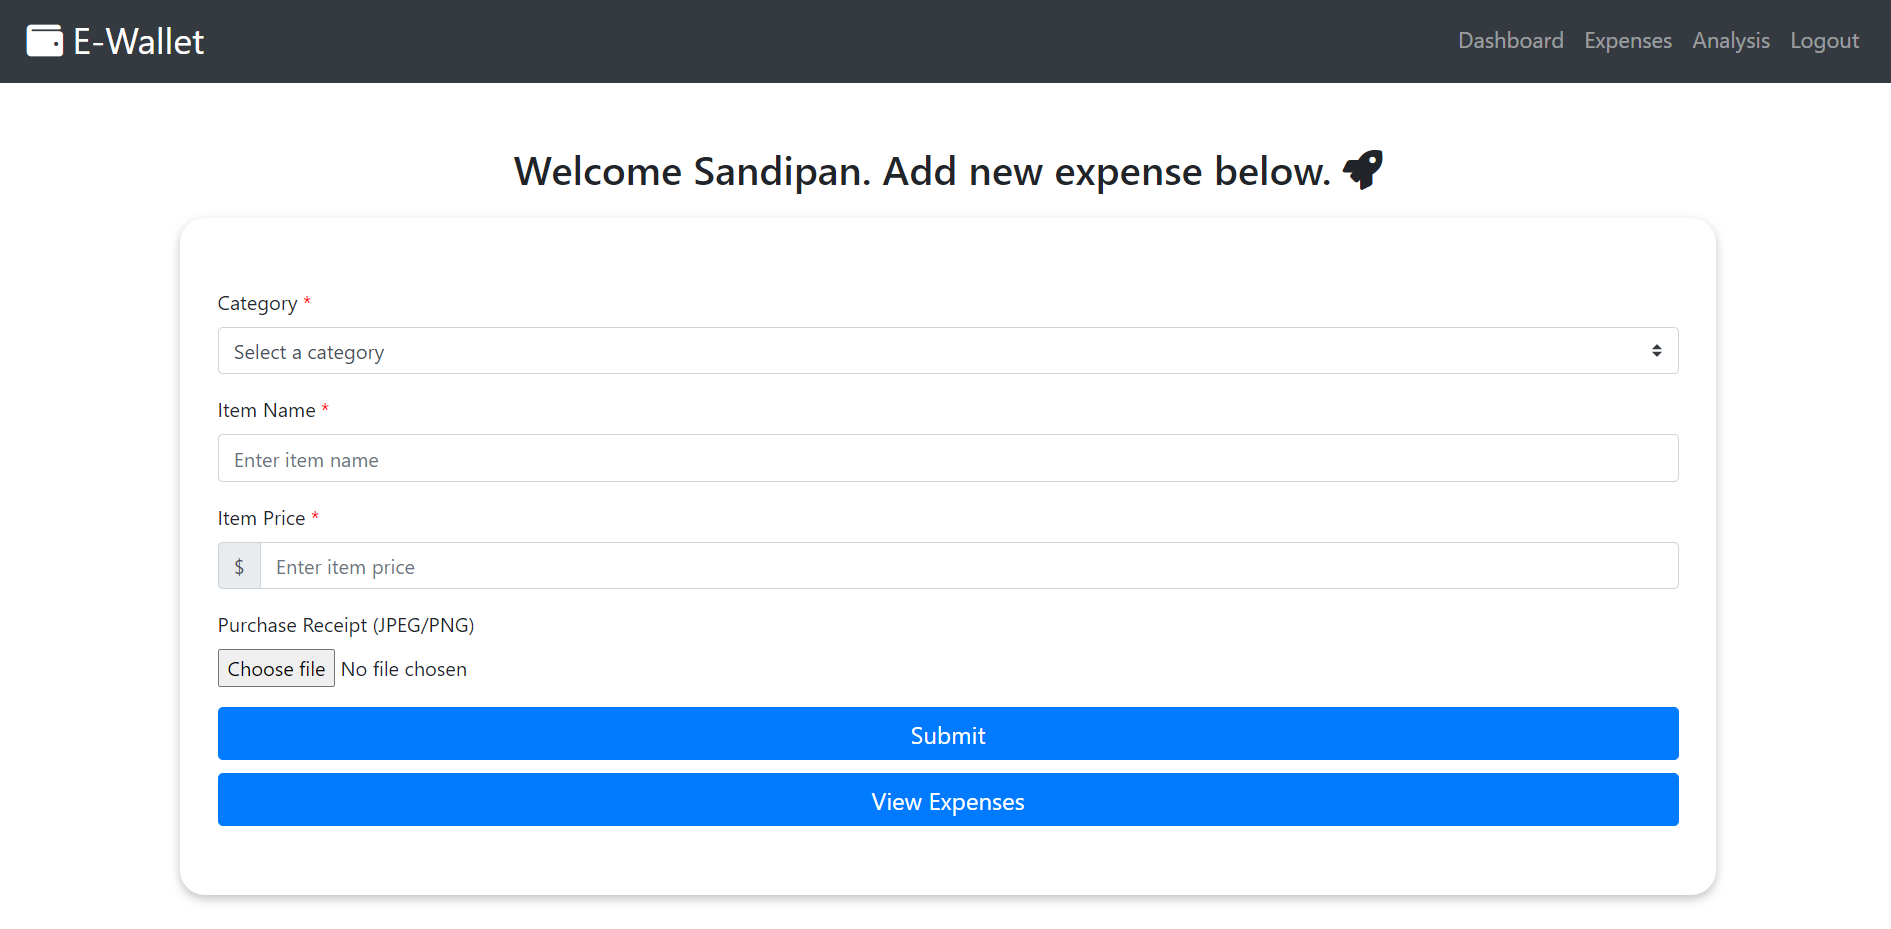 E-Wallet
Dashboard Expenses Analysis Logout
Welcome Sandipan. Add new expense below.
Category *
Select a category
Item Name *
Enter item name
Item Price *
$ Enter item price
Purchase Receipt (JPEG/PNG)
Choose file No file chosen
Submit
View Expenses